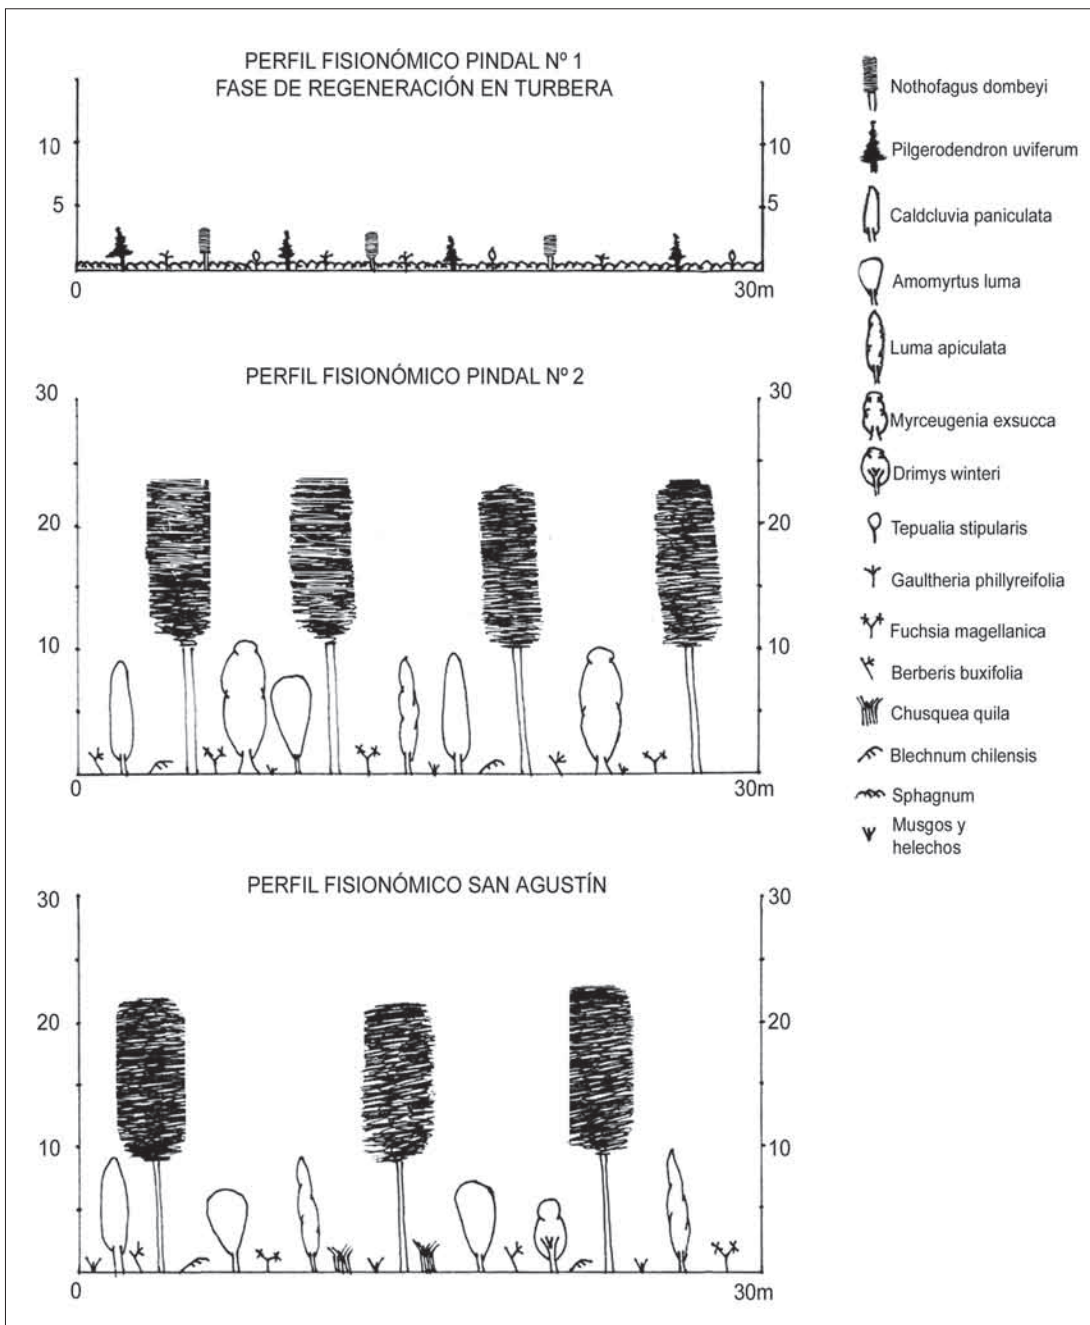 PERFIL FISIONÓMICO PINDAL Nº 1
FASE DE REGENERACIÓN EN TURBERA
10
5
10
5
0
30m
PERFIL FISIONÓMICO PINDAL Nº 2
30
20
10
30
20
10
0
30m
PERFIL FISIONÓMICO SAN AGUSTÍN
30
20
10
30
20
10
0
30m
Nothofagus dombeyi
Pilgerodendron uviferum
Caldcluvia paniculata
Amomyrtus luma
Luma apiculata
Myrceugenia exsucca
Drimys winteri
Tepualia stipularis
Gaultheria phillyreifolia
Fuchsia magellanica
Berberis buxifolia
Chusquea quila
Blechnum chilensis
Sphagnum
Musgos y
helechos